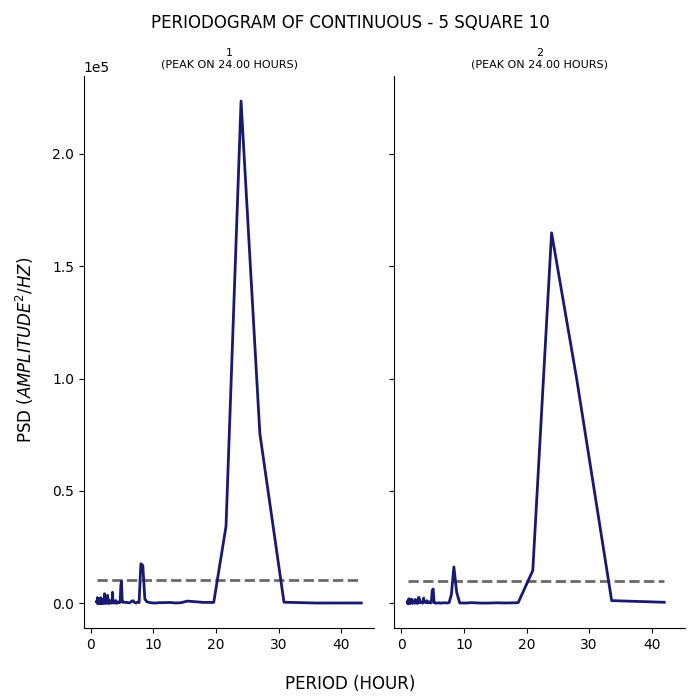 PERIODOGRAM OF CONTINUOUS - 5 SQUARE 10
1
(PEAK ON 24.00 HOURS)
2
(PEAK ON 24.00 HOURS)
1e5
2.0
1.5
1.0
0.5
0.0
PSD (AMPLITUDE²/HZ)
0 10 20 30 40
0 10 20 30 40
PERIOD (HOUR)